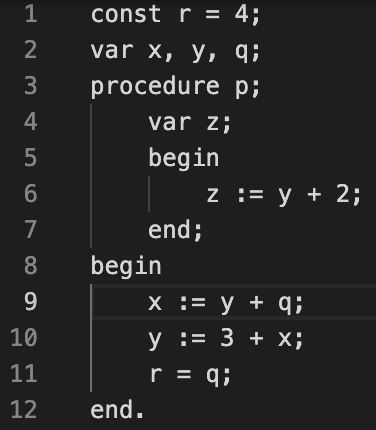 1 const r = 4;
2 var x, y, q;
3 procedure p;
4 var z;
5 begin
6 z := y + 2;
7 end;
8 begin
9 x := y + q;
10 y := 3 + x;
11 r = q;
12 end.